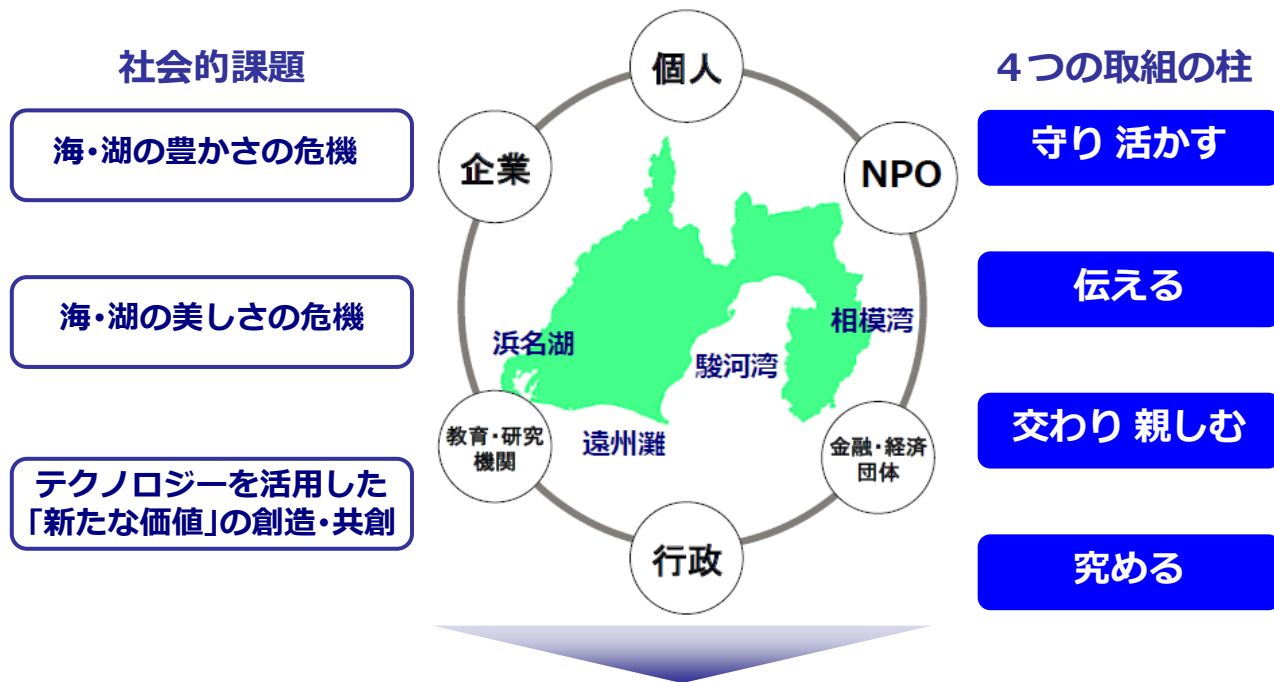 社会的課題
海・湖の豊かさの危機
海・湖の美しさの危機
テクノロジーを活用した
「新たな価値」の創造・共創
個人
企業
NPO
浜名湖
相模湾
駿河湾
遠州灘
教育・研究
機関
金融・経済
団体
行政
４つの取組の柱
守り 活かす
伝える
交わり 親しむ
究める